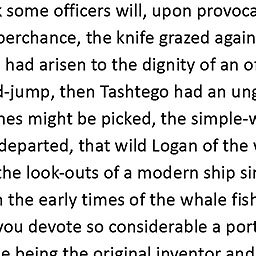 some officers will, upon provoca
perchance, the knife grazed again
had arisen to the dignity of an o
d-jump, then Tashtego had an ung
nes might be picked, the simple-
departed, that wild Logan of the
the look-outs of a modern ship si
the early times of the whale fish
you devote so considerable a port
e being the original inventor and